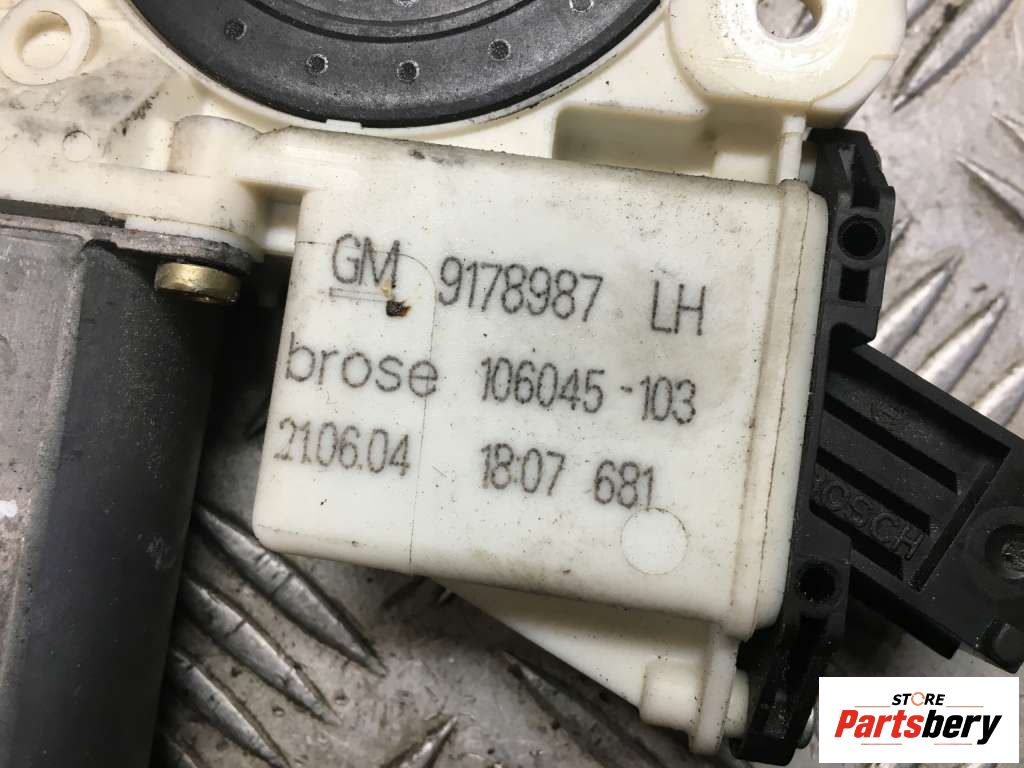 GM 9178987 LH
brose 106045-103
21.06.04 18:07 681
BOSCH
STORE
Partsbery